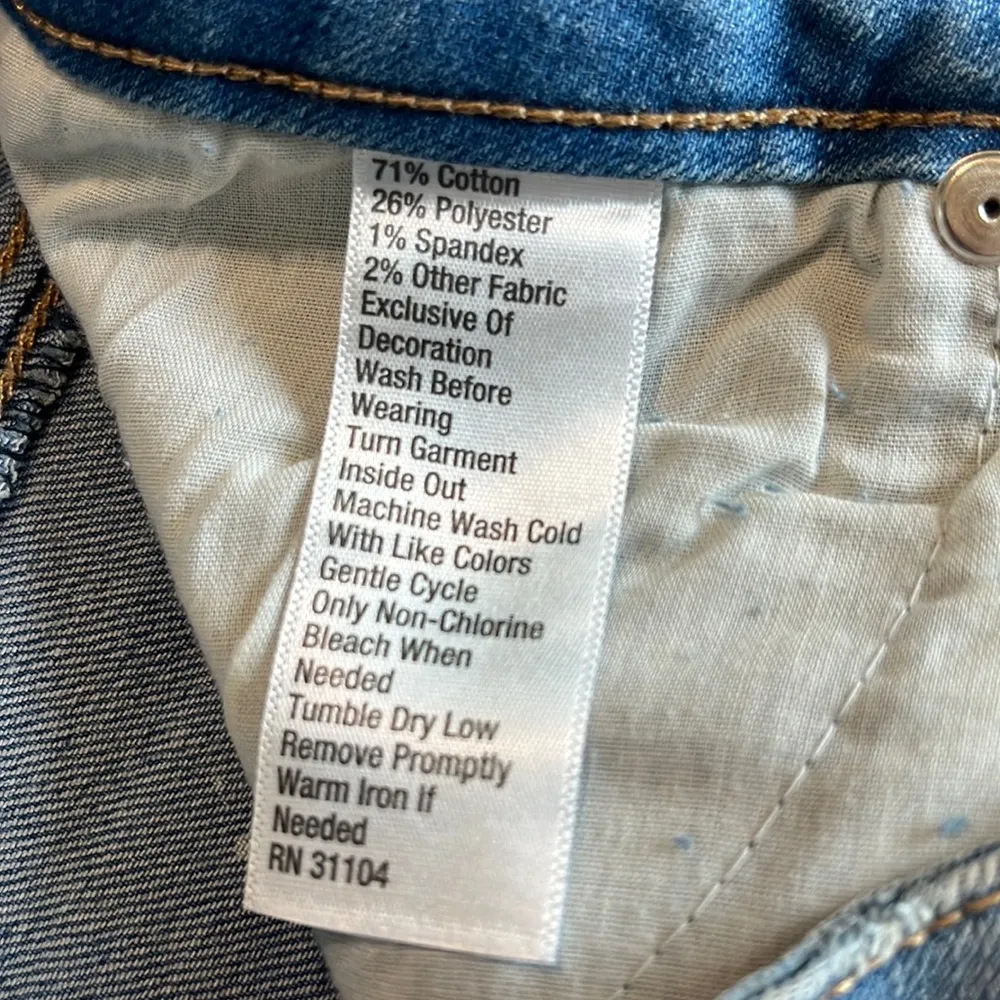 71% Cotton
26% Polyester
1% Spandex
2% Other Fabric
Exclusive Of
Decoration
Wash Before
Wearing
Turn Garment
Inside Out
Machine Wash Cold
With Like Colors
Gentle Cycle
Only Non-Chlorine
Bleach When
Needed
Tumble Dry Low
Remove Promptly
Warm Iron If
Needed
RN 31104